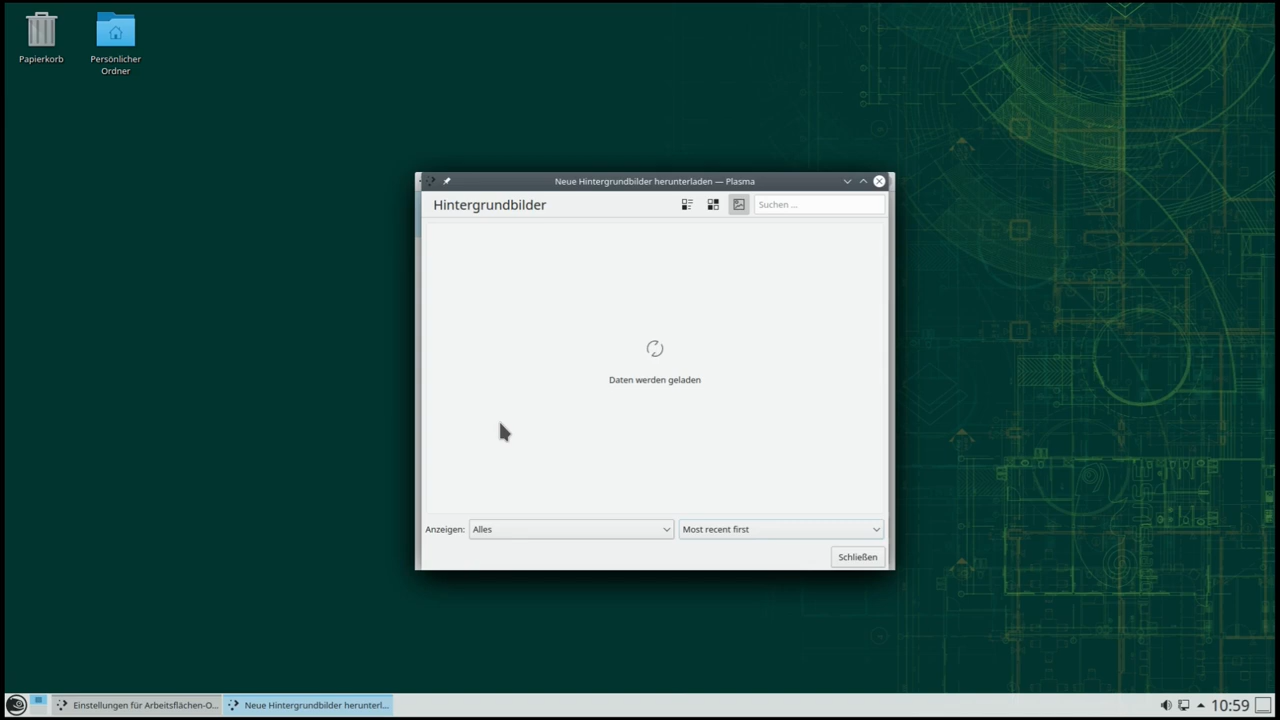 Papierkorb
Persönlicher
Ordner
Neue Hintergrundbilder herunterladen — Plasma
Hintergrundbilder
Suchen ...
Daten werden geladen
Anzeigen:
Alles
Most recent first
Schließen
Einstellungen für Arbeitsflächen-O...
Neue Hintergrundbilder herunterl...
10:59